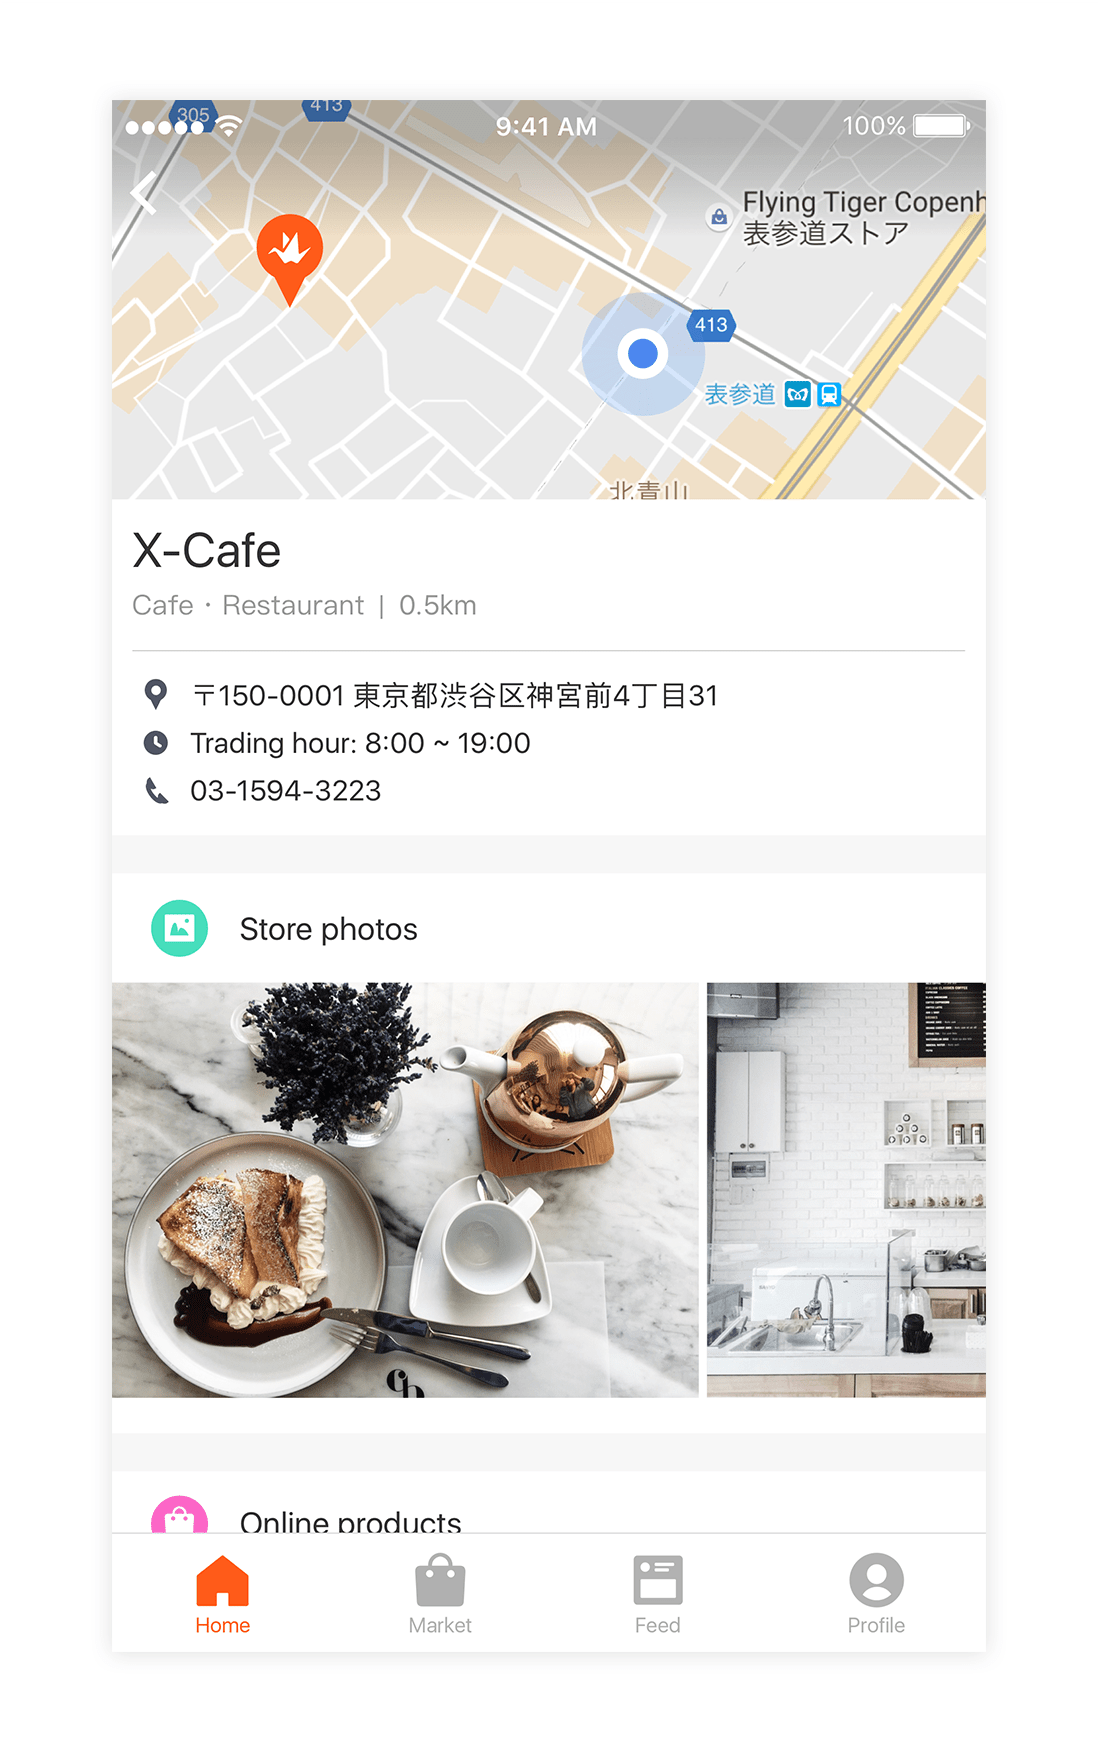 305
413
9:41 AM
100%
Flying Tiger Copenh
表参道ストア
413
表参道
北青山
X-Cafe
Cafe・Restaurant | 0.5km
〒150-0001 東京都渋谷区神宮前4丁目31
Trading hour: 8:00 ~ 19:00
03-1594-3223
Store photos
Online products
Home
Market
Feed
Profile